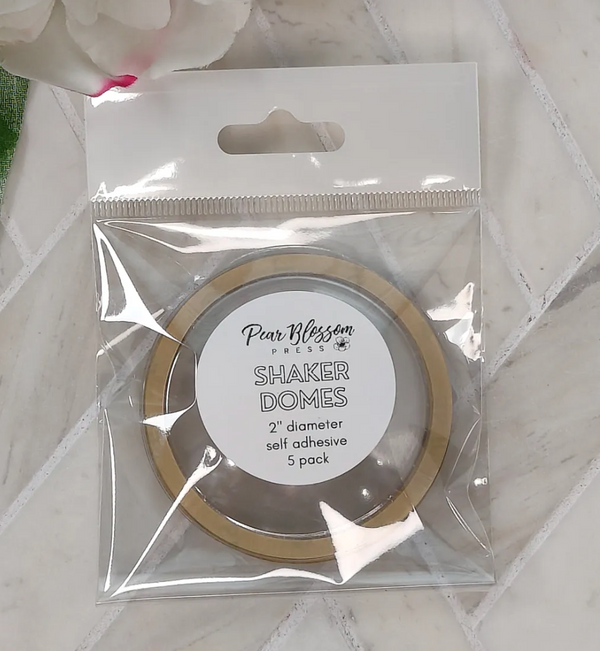 Pear Blossom
PRESS
SHAKER
DOMES
2" diameter
self adhesive
5 pack